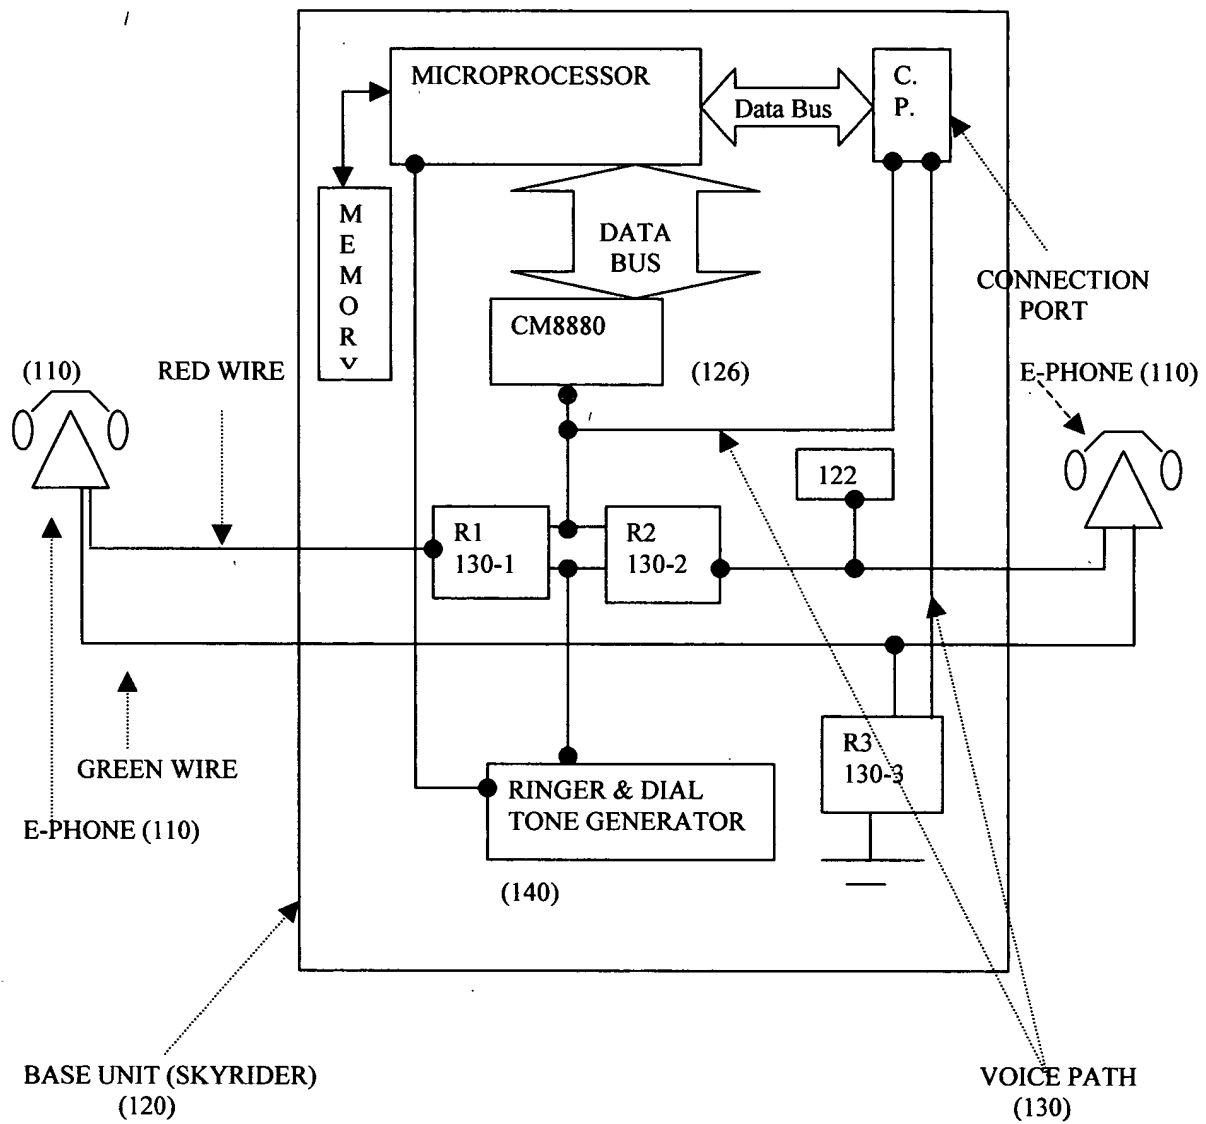 MICROPROCESSOR
C.
P.
Data Bus
M
E
M
O
R
Y
DATA
BUS
CONNECTION
PORT
CM8880
(126)
(110)
RED WIRE
E-PHONE (110)
122
R1
130-1
R2
130-2
GREEN WIRE
R3
130-3
RINGER & DIAL
TONE GENERATOR
E-PHONE (110)
(140)
BASE UNIT (SKYRIDER)
(120)
VOICE PATH
(130)